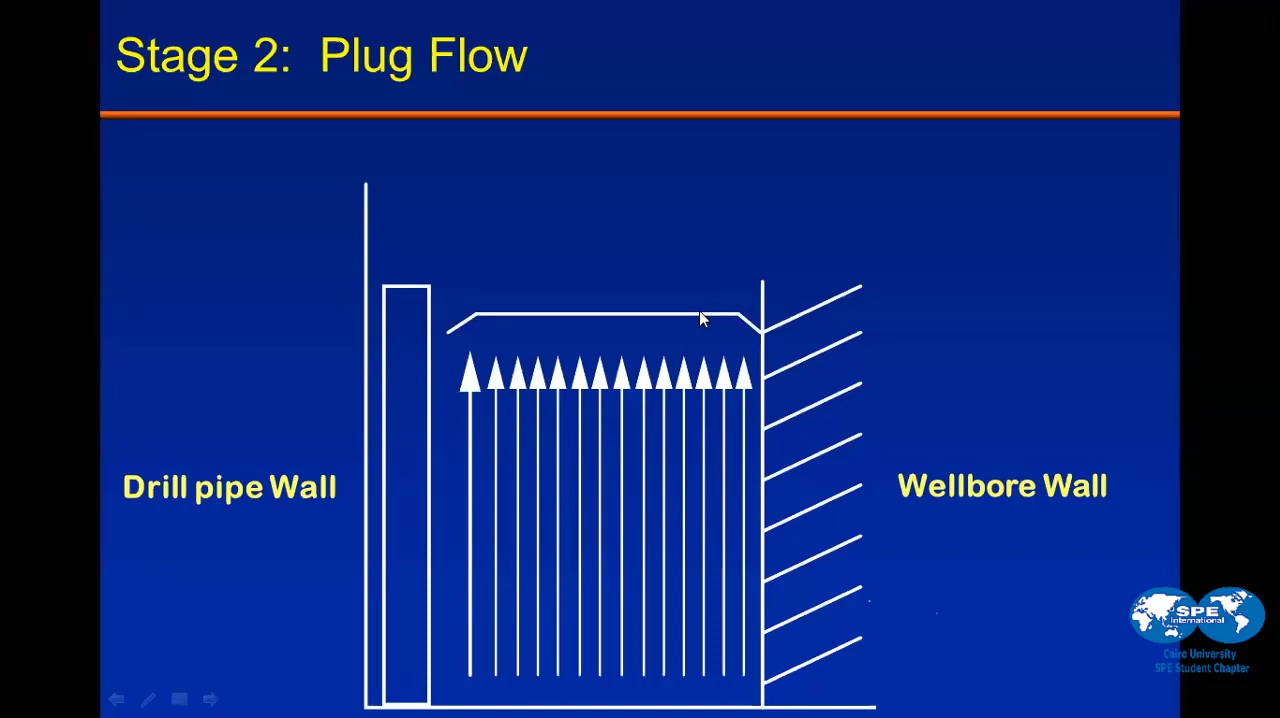 Stage 2: Plug Flow
Drill pipe Wall
Wellbore Wall
SPE
International
Cairo University
SPE Student Chapter